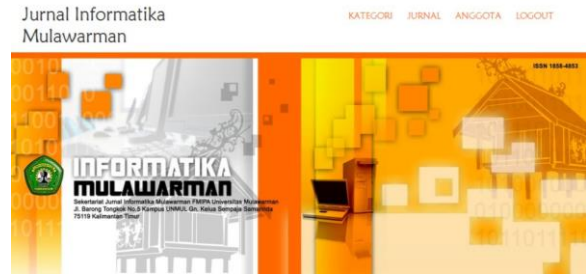 Jurnal Informatika
Mulawarman
KATEGORI JURNAL ANGGOTA LOGOUT
ISSN 1858-4853
INFORMATIKA
MULAWARMAN
Sekertariat Jurnal Informatika Mulawarman FMIPA Universitas Mulawarman
Jl. Barong Tongkok No.5 Kampus UNMUL Gn. Kelua Sempaja Samarinda
75119 Kalimantan Timur